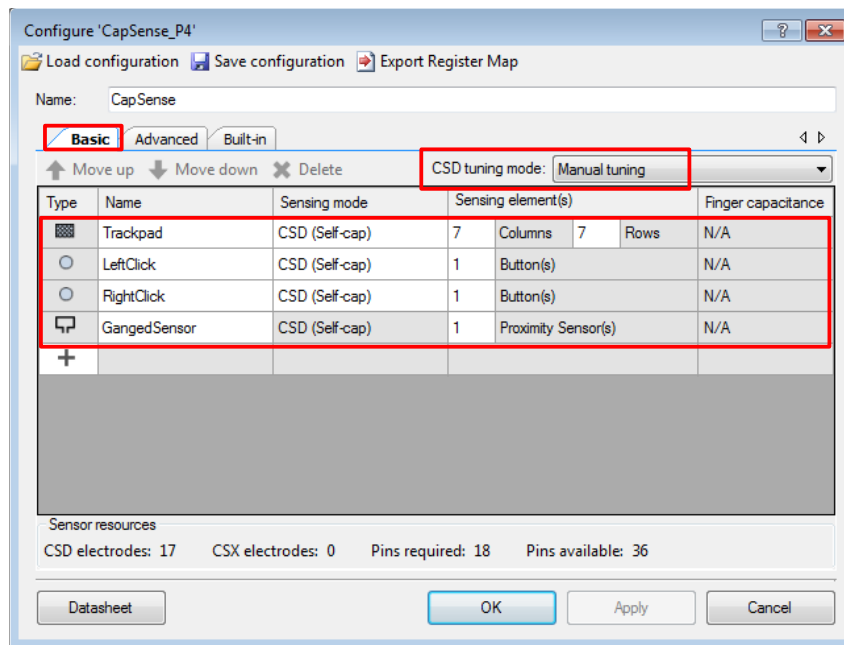 Configure 'CapSense_P4'
Load configuration Save configuration Export Register Map
Name: CapSense
Basic Advanced Built-in
Move up Move down Delete CSD tuning mode: Manual tuning
Type Name Sensing mode Sensing element(s) Finger capacitance
Trackpad CSD (Self-cap) 7 Columns 7 Rows N/A
LeftClick CSD (Self-cap) 1 Button(s) N/A
RightClick CSD (Self-cap) 1 Button(s) N/A
GangedSensor CSD (Self-cap) 1 Proximity Sensor(s) N/A
Sensor resources
CSD electrodes: 17 CSX electrodes: 0 Pins required: 18 Pins available: 36
Datasheet OK Apply Cancel